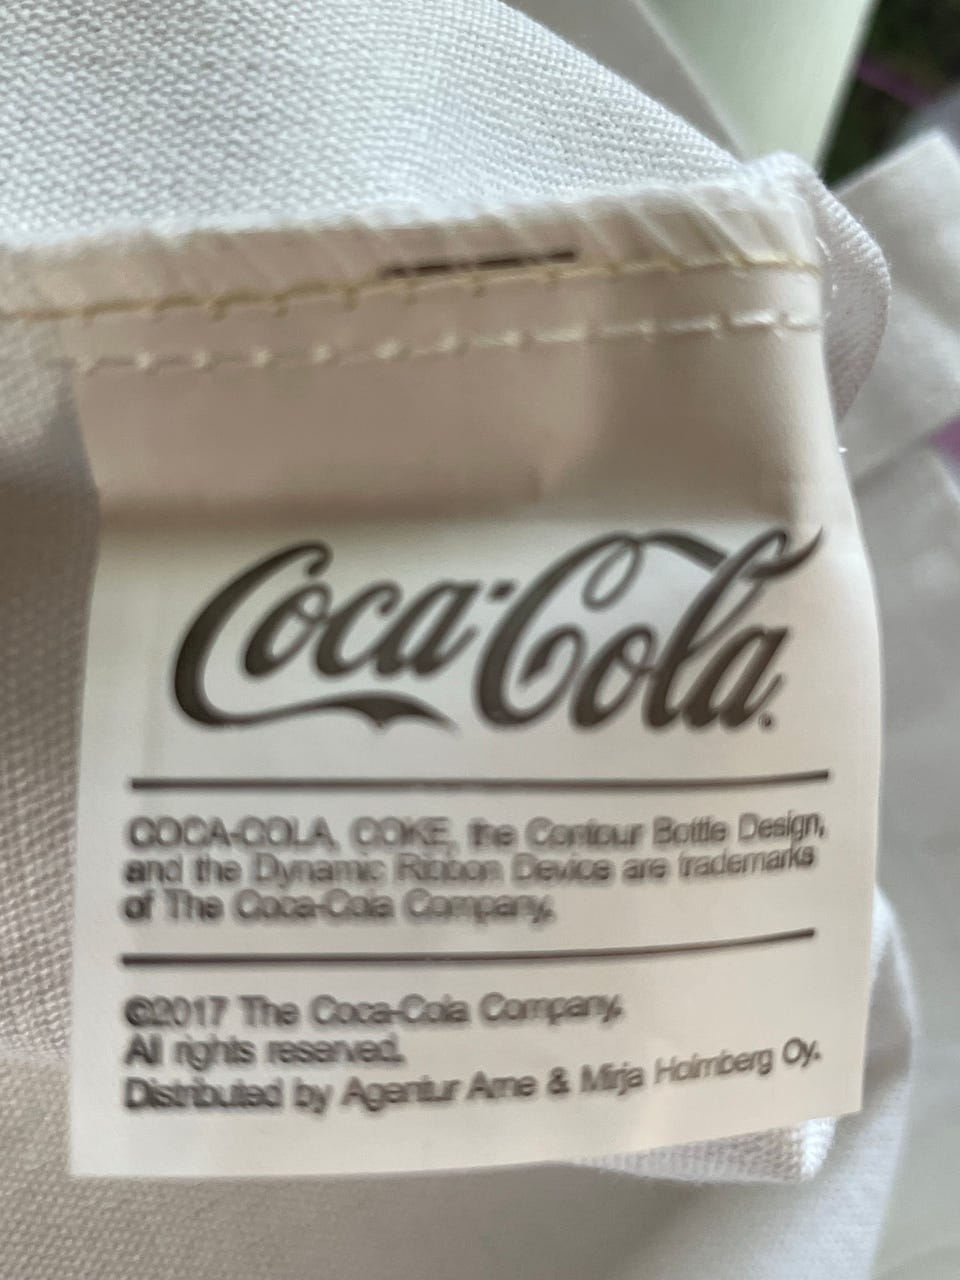 Coca-Cola®
COCA-COLA, COKE, the Contour Bottle Design,
and the Dynamic Ribbon Device are trademarks
of The Coca-Cola Company.
©2017 The Coca-Cola Company.
All rights reserved.
Distributed by Agentur Arne & Mirja Holmberg Oy.